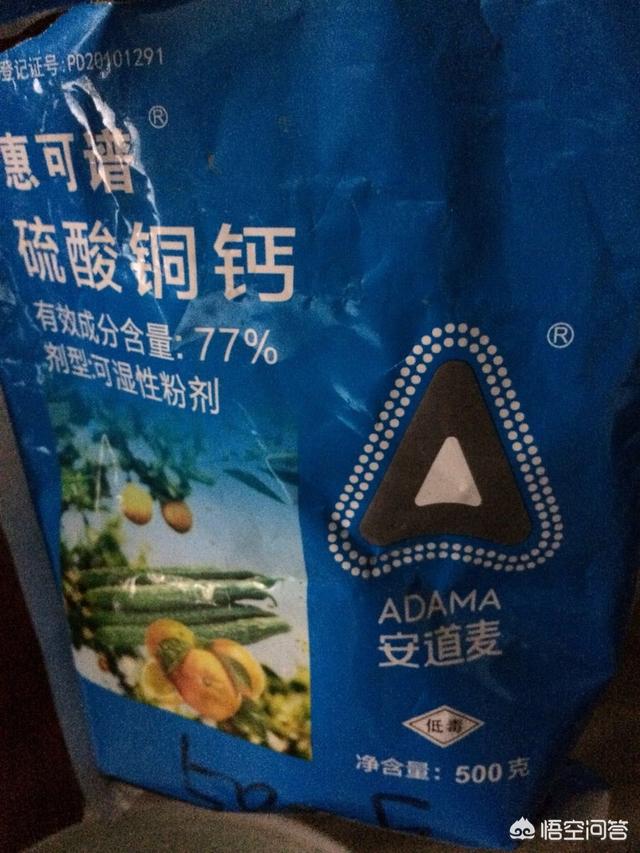 登记证号:PD20101291
惠可谱®
硫酸铜钙
有效成分含量: 77%
剂型:可湿性粉剂
®
ADAMA
安道麦
低毒
净含量: 500克
悟空问答